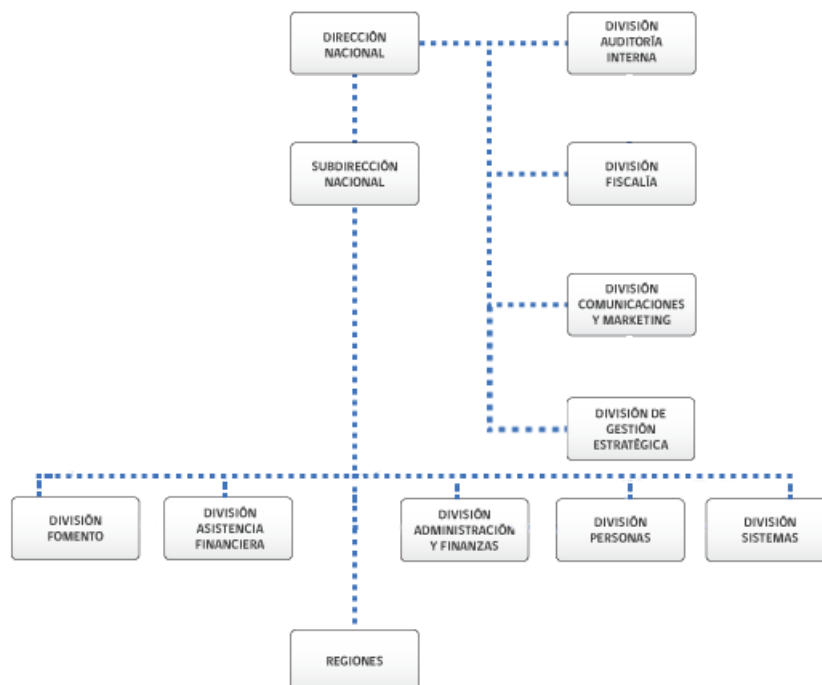 DIRECCIÓN
NACIONAL
DIVISIÓN
AUDITORÍA
INTERNA
SUBDIRECCIÓN
NACIONAL
DIVISIÓN
FISCALÍA
DIVISIÓN
COMUNICACIONES
Y MARKETING
DIVISIÓN DE
GESTIÓN
ESTRATÉGICA
DIVISIÓN
FOMENTO
DIVISIÓN
ASISTENCIA
FINANCIERA
DIVISIÓN
ADMINISTRACIÓN
Y FINANZAS
DIVISIÓN
PERSONAS
DIVISIÓN
SISTEMAS
REGIONES